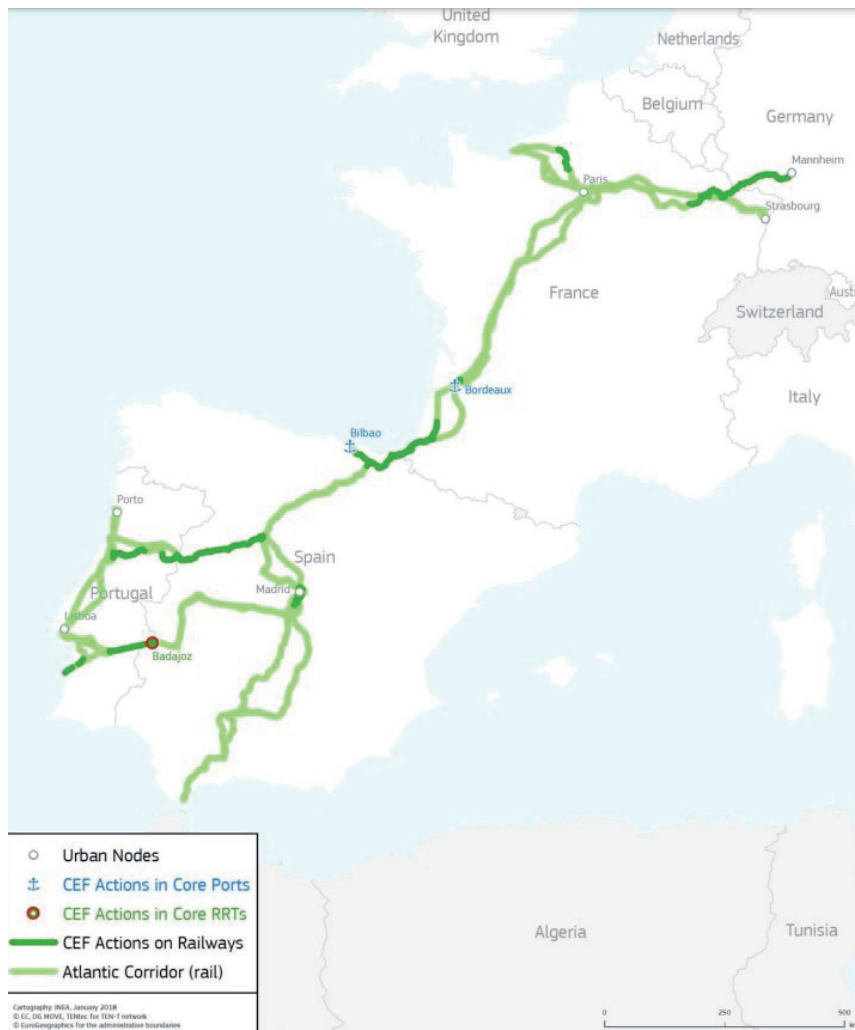 United
Kingdom
Netherlands
Belgium
Germany
Mannheim
Paris
Strasbourg
France
Switzerland
Aust
Italy
Bordeaux
Bilbao
Porto
Spain
Portugal
Madrid
Lisboa
Badajoz
Algeria
Tunisia
Urban Nodes
CEF Actions in Core Ports
CEF Actions in Core RRTs
CEF Actions on Railways
Atlantic Corridor (rail)
0 250 500
Cartography: INEA, January 2018
© EC, DG MOVE, TENtec for TEN-T network
© EuroGeographics for the administrative boundaries